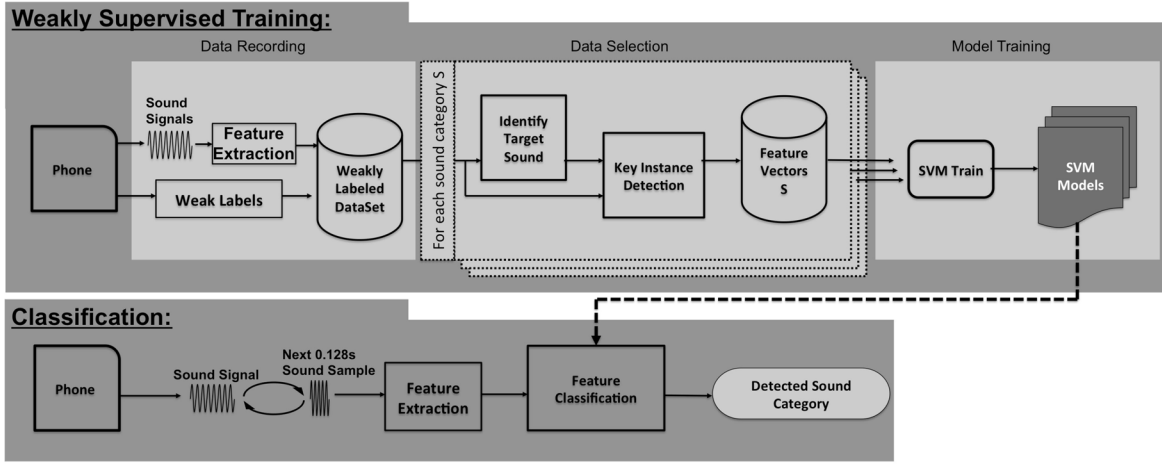 Weakly Supervised Training:
Data Recording
Data Selection
Model Training
Phone
Sound
Signals
Feature
Extraction
Weak Labels
Weakly
Labeled
DataSet
For each sound category S
Identify
Target
Sound
Key Instance
Detection
Feature
Vectors
S
SVM Train
SVM
Models
Classification:
Phone
Sound Signal
Next 0.128s
Sound Sample
Feature
Extraction
Feature
Classification
Detected Sound
Category